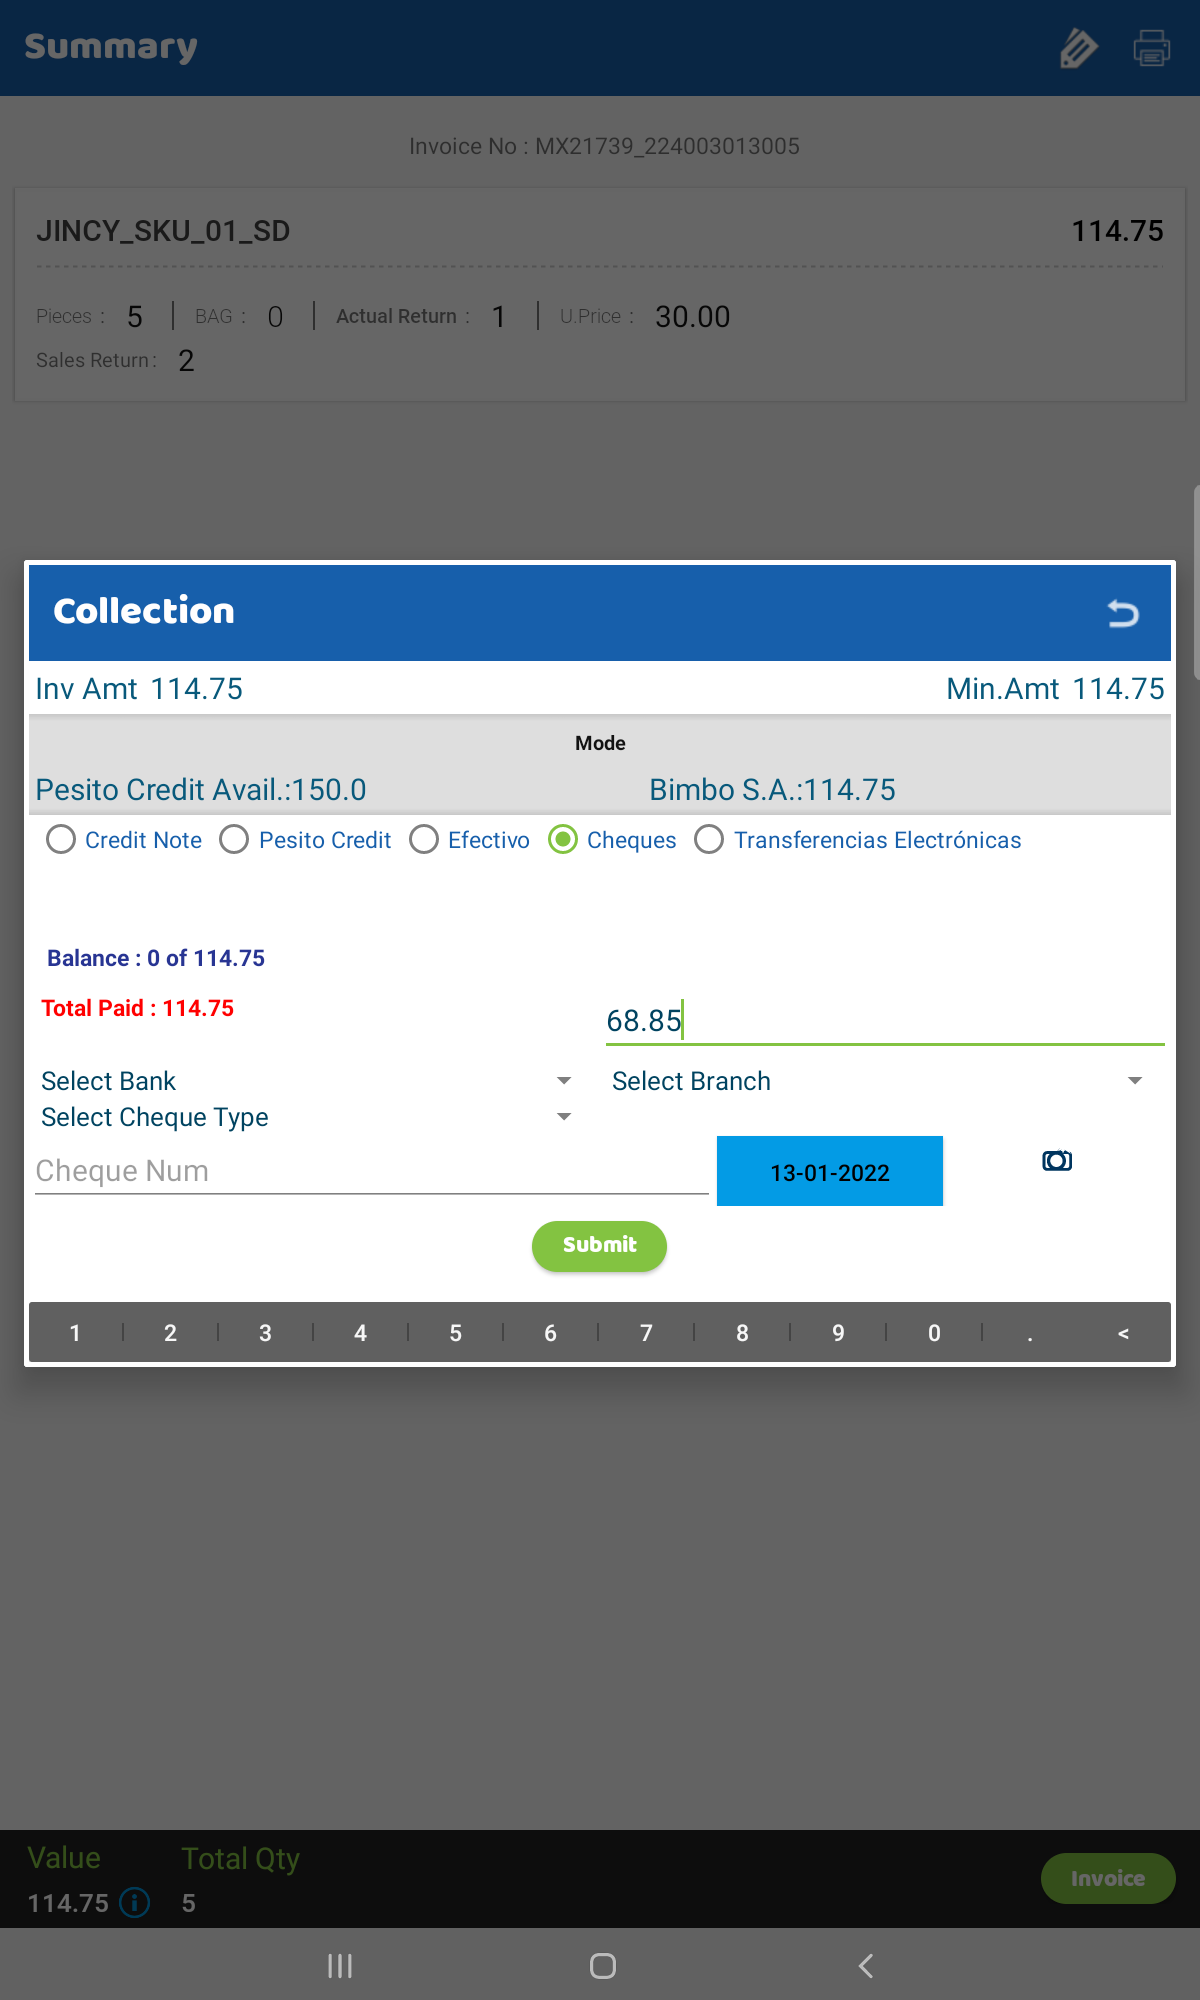 Summary
Invoice No : MX21739_224003013005
JINCY_SKU_01_SD 114.75
Pieces : 5 BAG : 0 Actual Return : 1 U.Price : 30.00
Sales Return : 2
Collection
Inv Amt 114.75 Min.Amt 114.75
Mode
Pesito Credit Avail.:150.0 Bimbo S.A.:114.75
Credit Note Pesito Credit Efectivo Cheques Transferencias Electrónicas
Balance : 0 of 114.75
Total Paid : 114.75
68.85
Select Bank Select Branch
Select Cheque Type
Cheque Num 13-01-2022
Submit
1 2 3 4 5 6 7 8 9 0 . <
Value Total Qty
114.75 5
Invoice